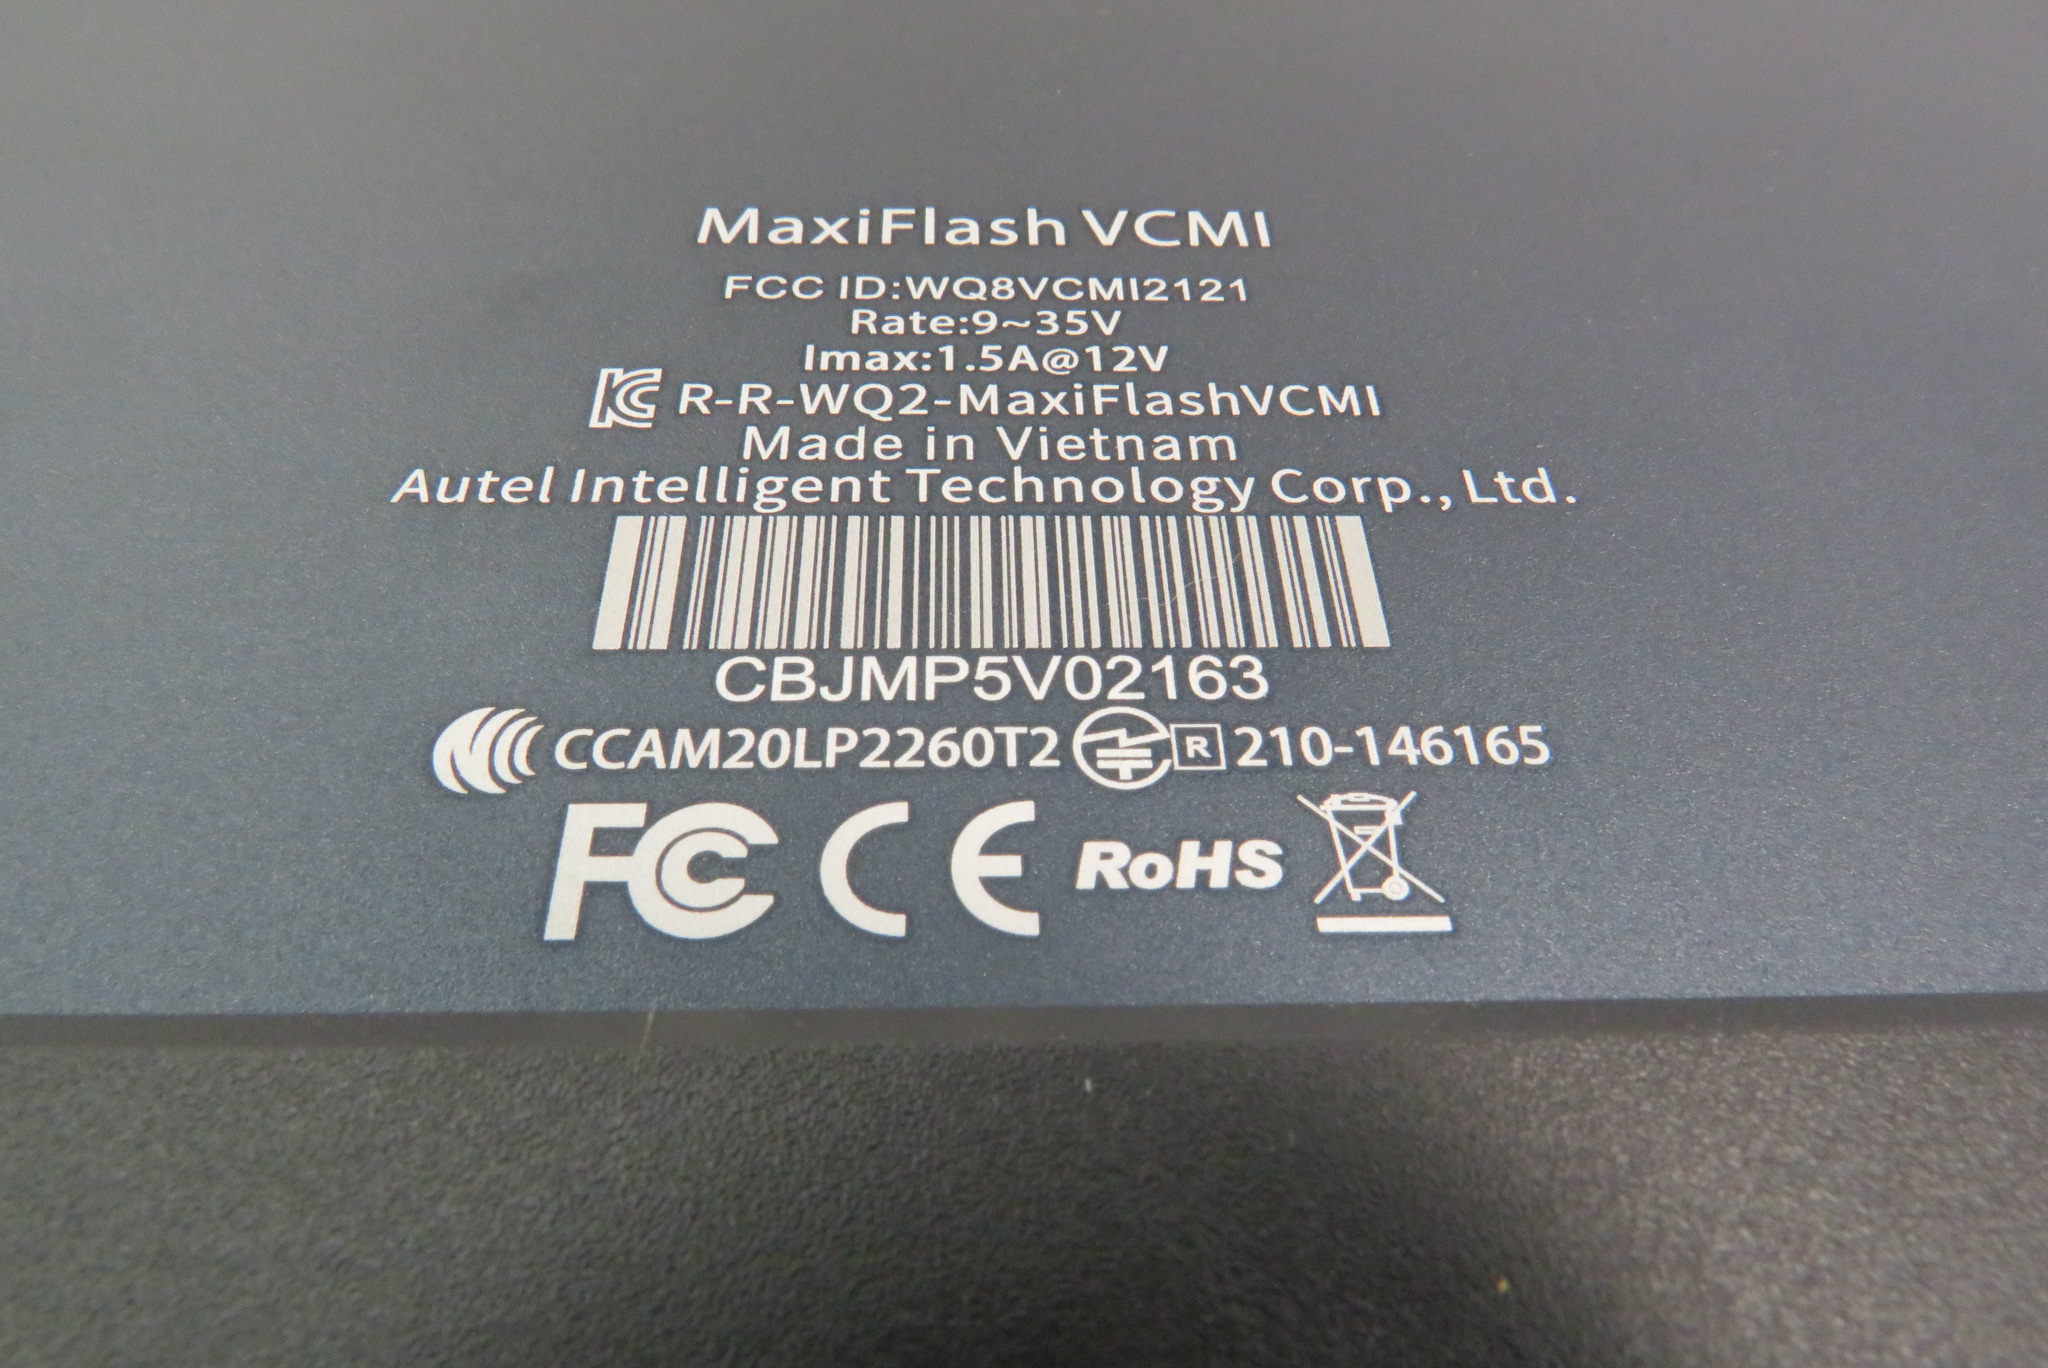 MaxiFlash VCMI
FCC ID:WQ8VCMI2121
Rate:9~35V
Imax:1.5A@12V
KC R-R-WQ2-MaxiFlashVCMI
Made in Vietnam
Autel Intelligent Technology Corp., Ltd.
CBJMP5V02163
CCAM20LP2260T2 R 210-146165
FC CE RoHS